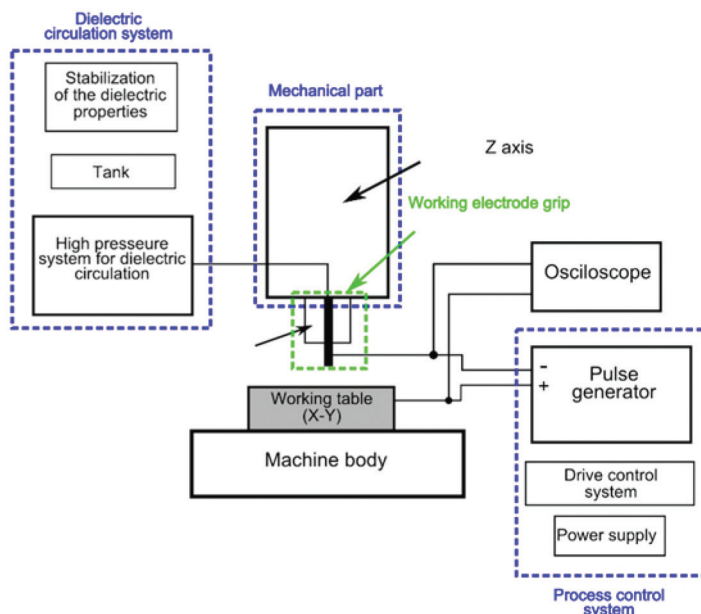 Dielectric
circulation system
Stabilization
of the dielectric
properties
Tank
High presseure
system for dielectric
circulation
Mechanical part
Z axis
Working electrode grip
Osciloscope
Working table
(X-Y)
Machine body
-
+
Pulse
generator
Drive control
system
Power supply
Process control
system